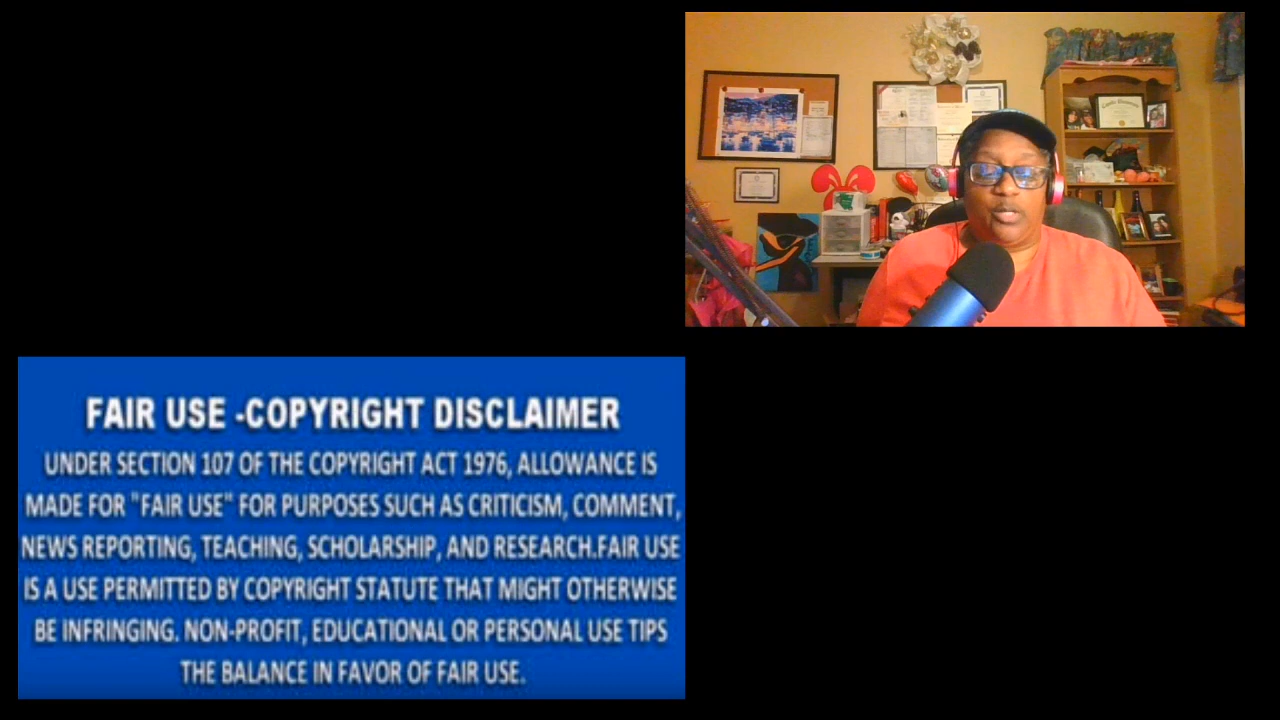 FAIR USE -COPYRIGHT DISCLAIMER
UNDER SECTION 107 OF THE COPYRIGHT ACT 1976, ALLOWANCE IS
MADE FOR "FAIR USE" FOR PURPOSES SUCH AS CRITICISM, COMMENT,
NEWS REPORTING, TEACHING, SCHOLARSHIP, AND RESEARCH.FAIR USE
IS A USE PERMITTED BY COPYRIGHT STATUTE THAT MIGHT OTHERWISE
BE INFRINGING. NON-PROFIT, EDUCATIONAL OR PERSONAL USE TIPS
THE BALANCE IN FAVOR OF FAIR USE.